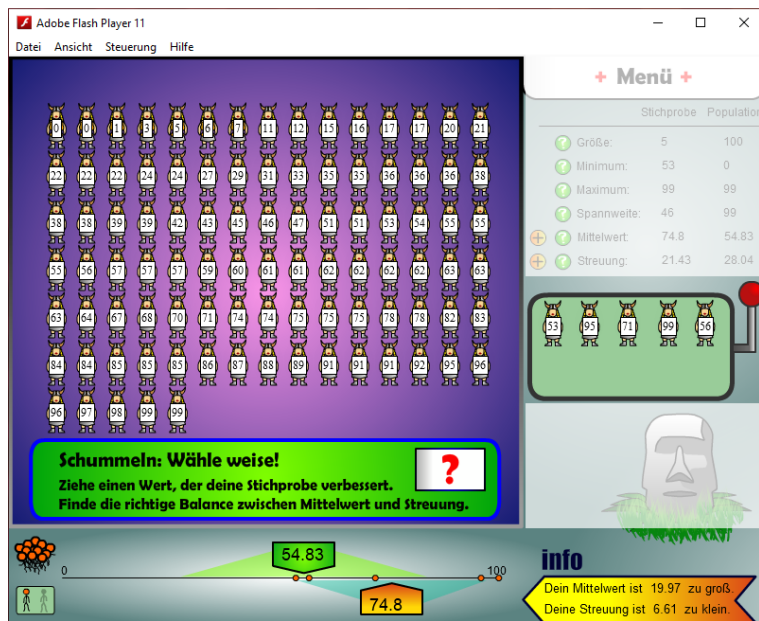 Adobe Flash Player 11
Datei Ansicht Steuerung Hilfe
0 0 1 3 5 6 7 11 12 15 16 17 17 20 21
22 22 22 24 24 27 29 31 33 35 35 36 36 36 38
38 39 39 39 42 43 45 46 47 51 51 53 54 55 55
55 56 57 57 57 59 60 61 61 62 62 62 62 63 63
63 64 67 68 70 71 74 74 75 75 75 78 78 82 83
84 84 85 85 85 86 87 88 89 91 91 91 92 95 96
96 97 98 99 99
Schummeln: Wähle weise!
Ziehe einen Wert, der deine Stichprobe verbessert.
Finde die richtige Balance zwischen Mittelwert und Streuung.
?
+ Menü +
Stichprobe Population
? Größe: 5 100
? Minimum: 53 0
? Maximum: 99 99
? Spannweite: 46 99
+ ? Mittelwert: 74.8 54.83
+ ? Streuung: 21.43 28.04
53 95 71 99 56
0 54.83 100
74.8
info
Dein Mittelwert ist 19.97 zu groß.
Deine Streuung ist 6.61 zu klein.